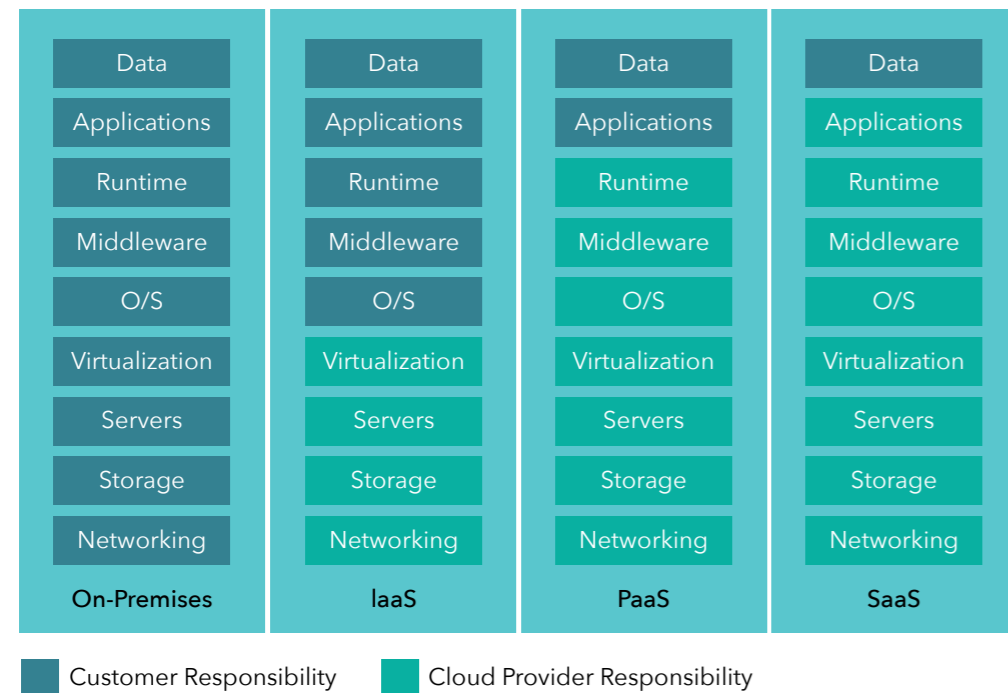 Data
Applications
Runtime
Middleware
O/S
Virtualization
Servers
Storage
Networking
On-Premises
Data
Applications
Runtime
Middleware
O/S
Virtualization
Servers
Storage
Networking
IaaS
Data
Applications
Runtime
Middleware
O/S
Virtualization
Servers
Storage
Networking
PaaS
Data
Applications
Runtime
Middleware
O/S
Virtualization
Servers
Storage
Networking
SaaS
Customer Responsibility
Cloud Provider Responsibility